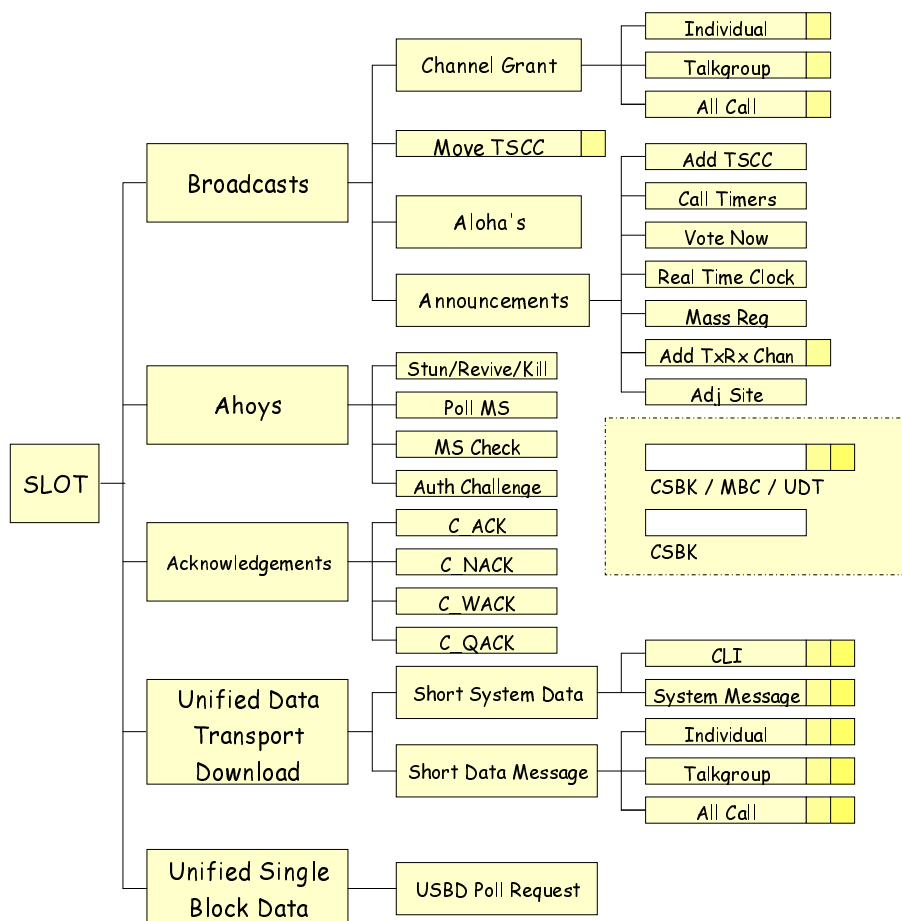 SLOT
Broadcasts
Channel Grant
Individual
Talkgroup
All Call
Move TSCC
Aloha's
Announcements
Add TSCC
Call Timers
Vote Now
Real Time Clock
Mass Reg
Add TxRx Chan
Adj Site
Ahoys
Stun/Revive/Kill
Poll MS
MS Check
Auth Challenge
CSBK / MBC / UDT
CSBK
Acknowledgements
C_ACK
C_NACK
C_WACK
C_QACK
Unified Data
Transport
Download
Short System Data
CLI
System Message
Short Data Message
Individual
Talkgroup
All Call
Unified Single
Block Data
USBD Poll Request